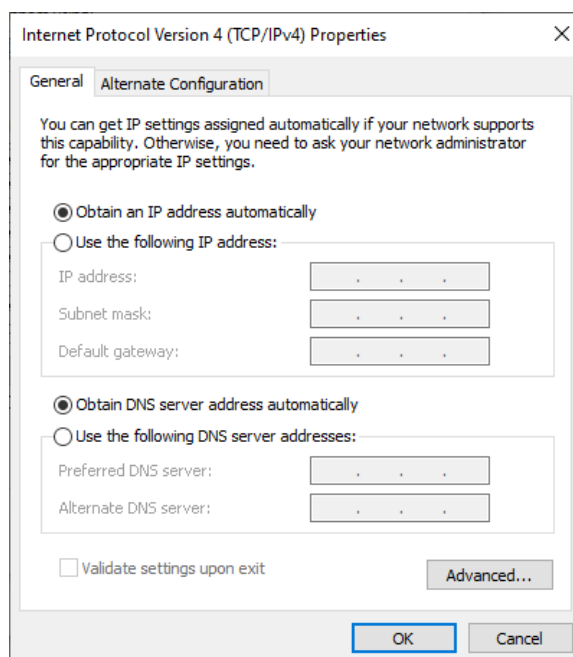 Internet Protocol Version 4 (TCP/IPv4) Properties
General
Alternate Configuration
You can get IP settings assigned automatically if your network supports
this capability. Otherwise, you need to ask your network administrator
for the appropriate IP settings.
Obtain an IP address automatically
Use the following IP address:
IP address:
Subnet mask:
Default gateway:
Obtain DNS server address automatically
Use the following DNS server addresses:
Preferred DNS server:
Alternate DNS server:
Validate settings upon exit
Advanced...
OK
Cancel